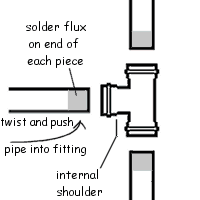 solder flux
on end of
each piece
twist and push
pipe into fitting
internal
shoulder